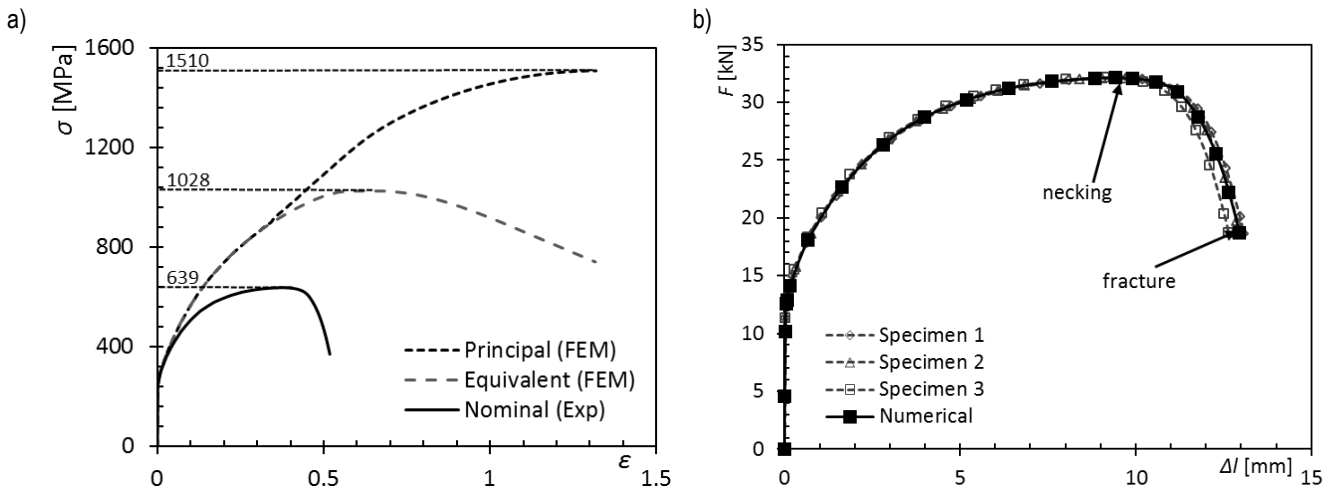 a)
σ [MPa]
1600
1510
1200
1028
800
639
400
0
Principal (FEM)
Equivalent (FEM)
Nominal (Exp)
0
0.5
1
1.5
ε
b)
F [kN]
35
30
25
20
15
10
5
0
necking
fracture
Specimen 1
Specimen 2
Specimen 3
Numerical
0
5
10
15
Δl [mm]